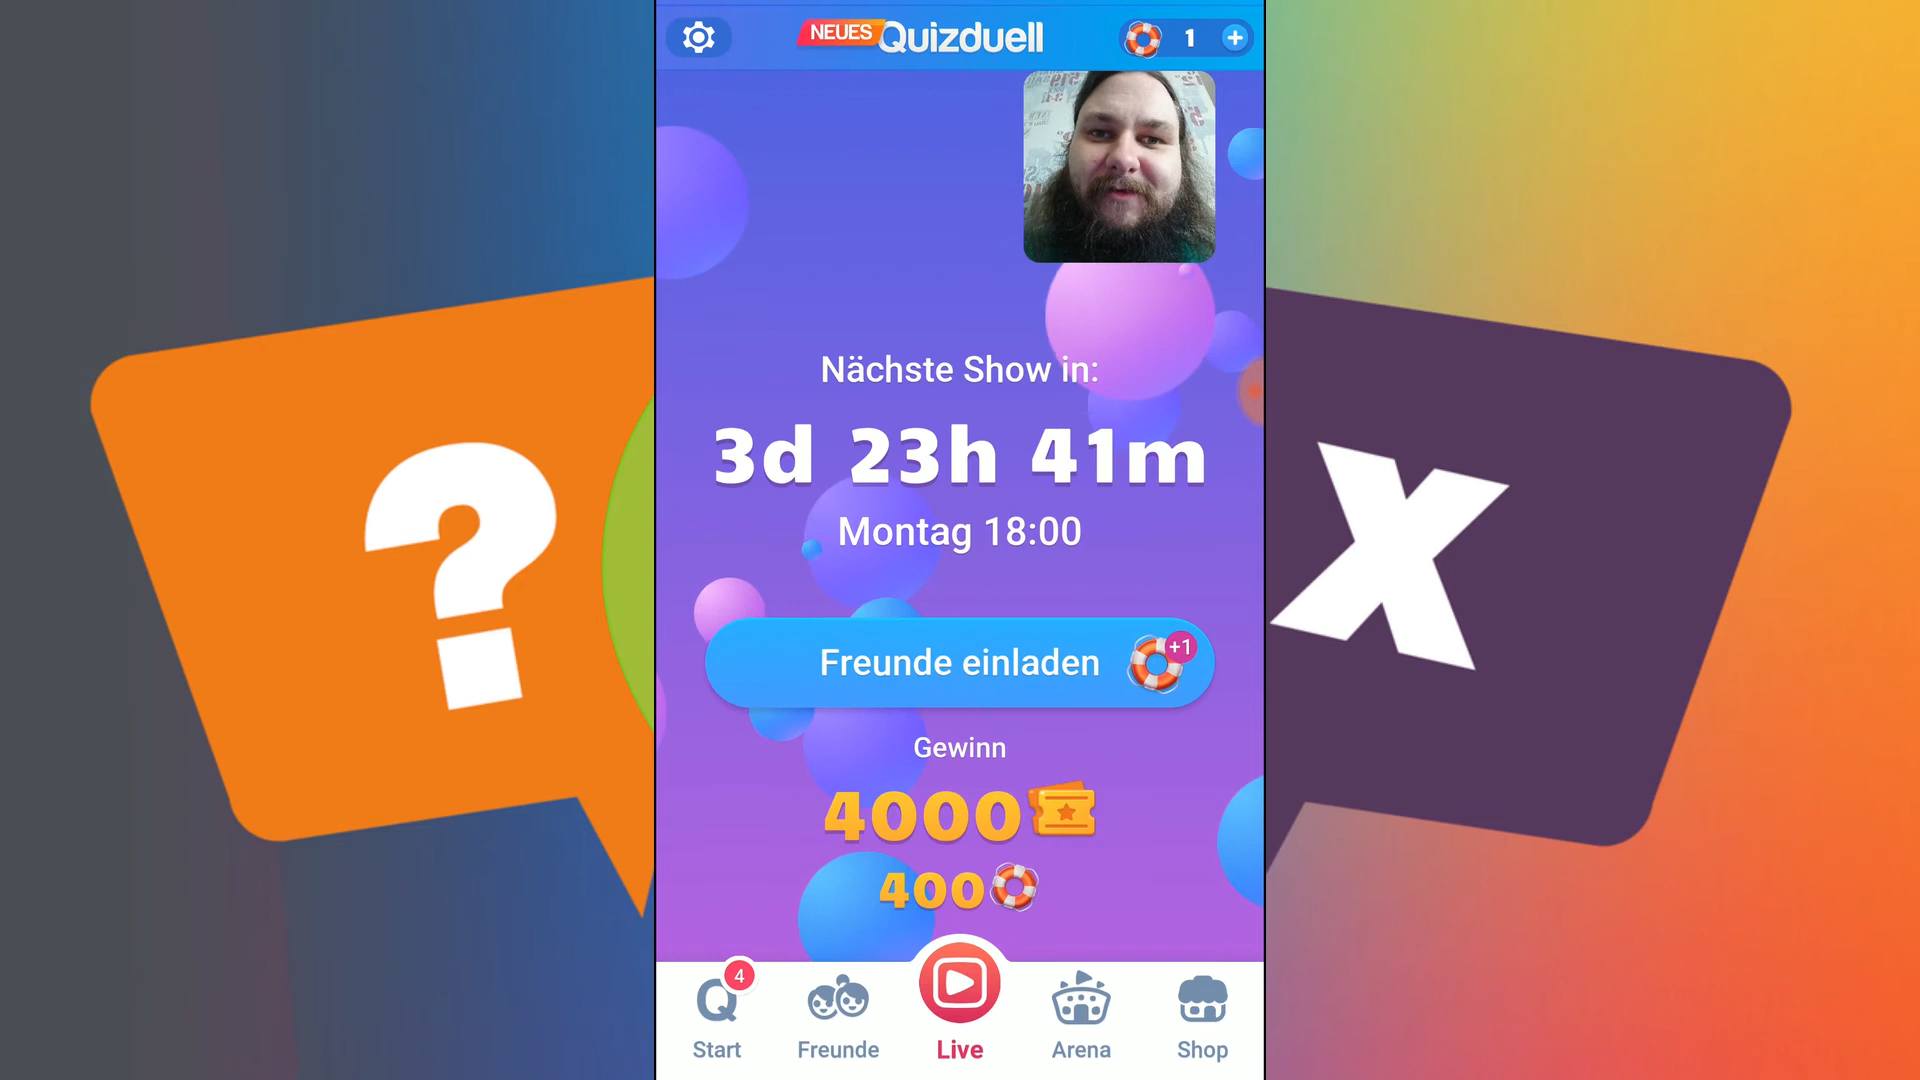 NEUES Quizduell
1
Nächste Show in:
3d 23h 41m
Montag 18:00
Freunde einladen
+1
Gewinn
4000
400
4
Start
Freunde
Live
Arena
Shop
?
X